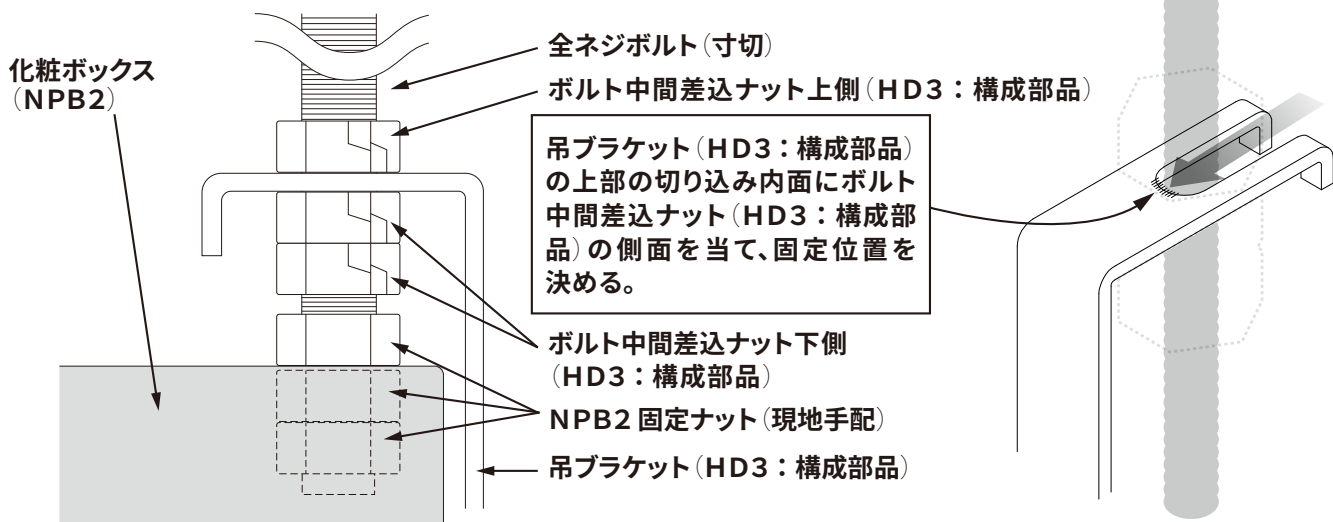 化粧ボックス
（NPB2）
全ネジボルト（寸切）
ボルト中間差込ナット上側（HD3：構成部品）
吊ブラケット（HD3：構成部品）
の上部の切り込み内面にボルト
中間差込ナット（HD3：構成部
品）の側面を当て、固定位置を
決める。
ボルト中間差込ナット下側
（HD3：構成部品）
NPB2 固定ナット（現地手配）
吊ブラケット（HD3：構成部品）